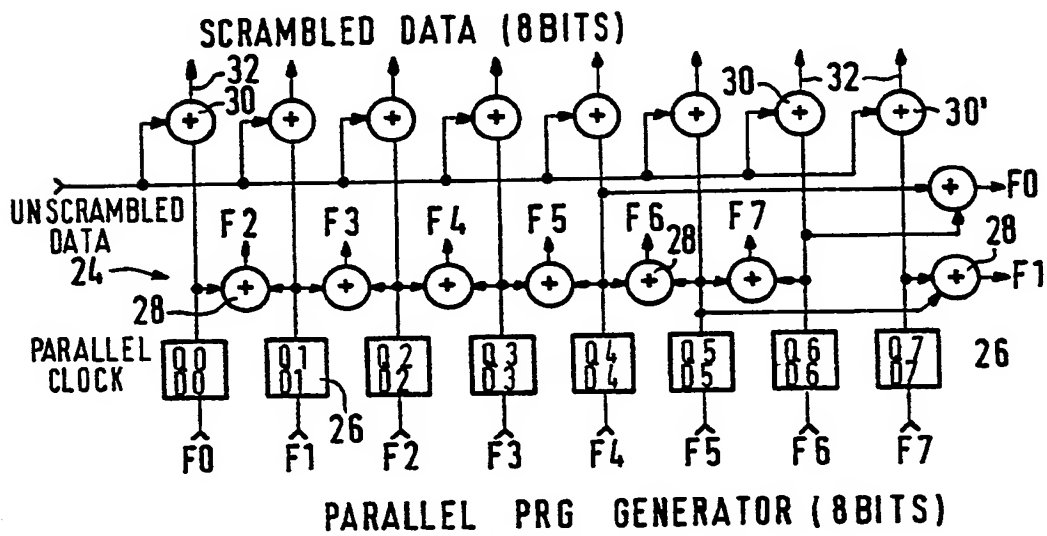 SCRAMBLED DATA (8BITS)
32
30
30
32
30'
UNSCRAMBLED
DATA
24
F2
F3
F4
F5
F6
F7
F0
28
28
28
F1
PARALLEL
CLOCK
Q0
D0
Q1
D1
Q2
D2
Q3
D3
Q4
D4
Q5
D5
Q6
D6
Q7
D7
26
26
F0
F1
F2
F3
F4
F5
F6
F7
PARALLEL PRG GENERATOR (8BITS)